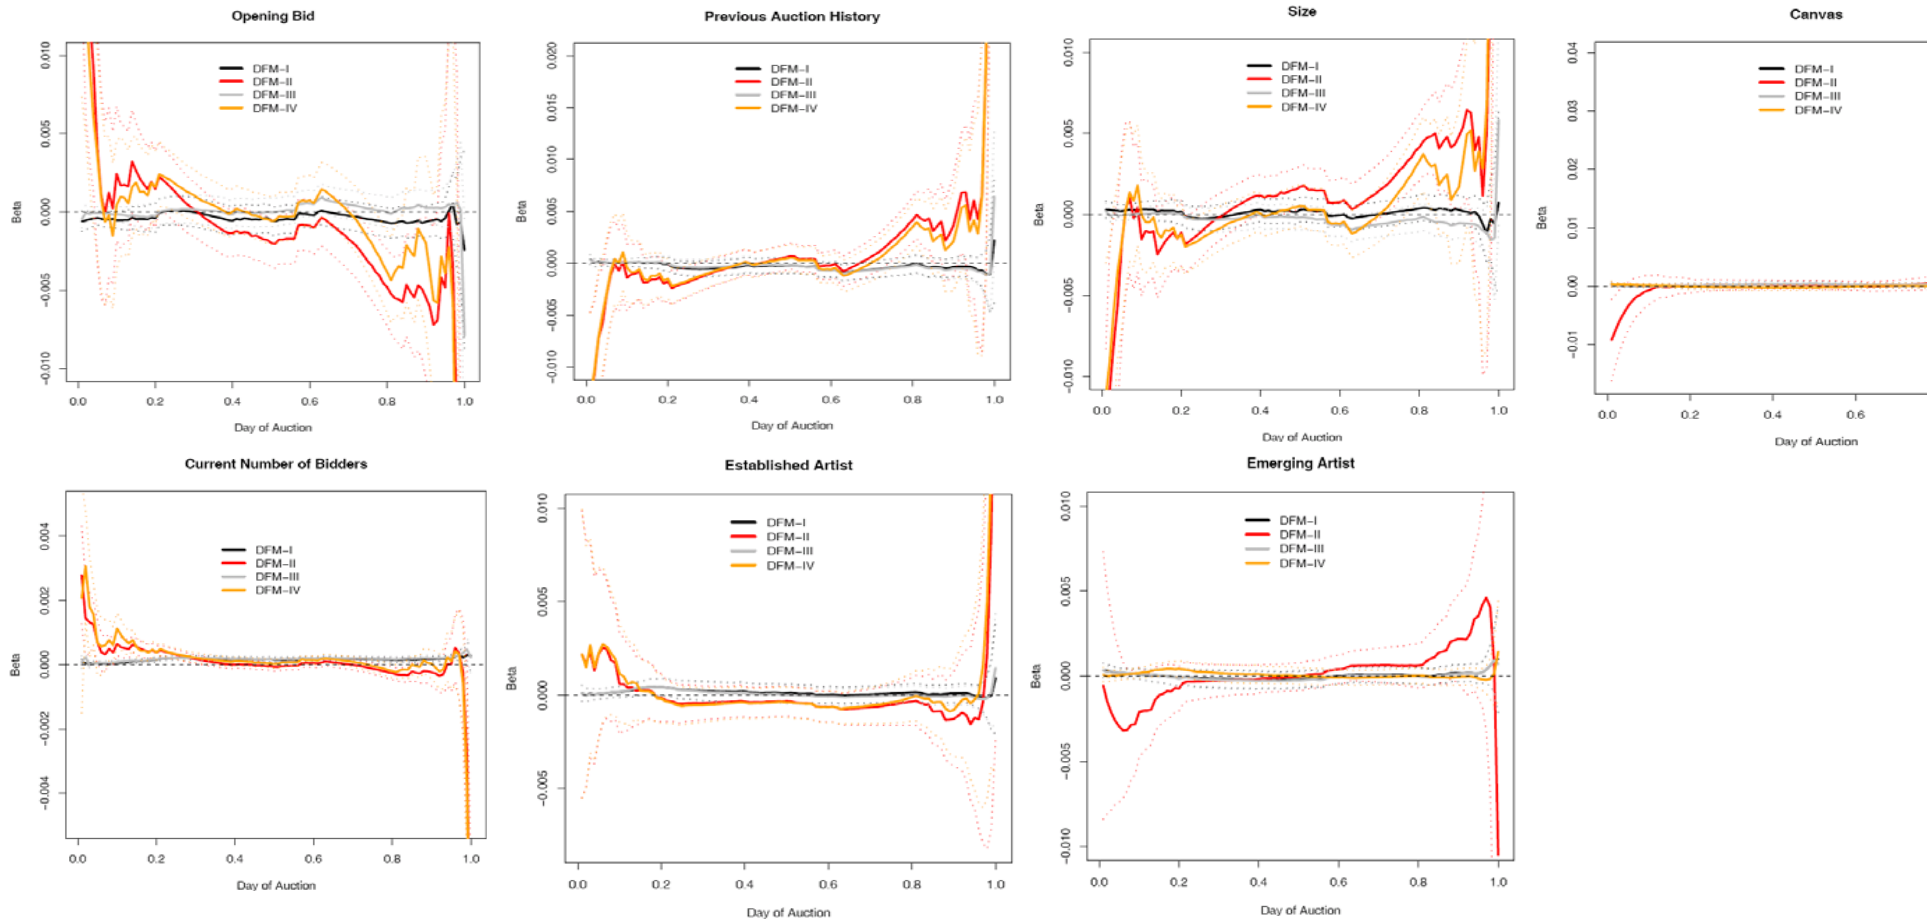 Opening Bid
0.010
0.005
0.000
−0.005
−0.010
Beta
DFM−I
DFM−II
DFM−III
DFM−IV
0.0 0.2 0.4 0.6 0.8 1.0
Day of Auction
Previous Auction History
0.020
0.015
0.010
0.005
0.000
−0.005
−0.010
Beta
DFM−I
DFM−II
DFM−III
DFM−IV
0.0 0.2 0.4 0.6 0.8 1.0
Day of Auction
Size
0.010
0.005
0.000
−0.005
−0.010
Beta
DFM−I
DFM−II
DFM−III
DFM−IV
0.0 0.2 0.4 0.6 0.8 1.0
Day of Auction
Canvas
0.04
0.03
0.02
0.01
0.00
−0.01
Beta
DFM−I
DFM−II
DFM−III
DFM−IV
0.0 0.2 0.4 0.6
Day of Auction
Current Number of Bidders
0.004
0.002
0.000
−0.002
−0.004
Beta
DFM−I
DFM−II
DFM−III
DFM−IV
0.0 0.2 0.4 0.6 0.8 1.0
Day of Auction
Established Artist
0.010
0.005
0.000
−0.005
Beta
DFM−I
DFM−II
DFM−III
DFM−IV
0.0 0.2 0.4 0.6 0.8 1.0
Day of Auction
Emerging Artist
0.010
0.005
0.000
−0.005
−0.010
Beta
DFM−I
DFM−II
DFM−III
DFM−IV
0.0 0.2 0.4 0.6 0.8 1.0
Day of Auction